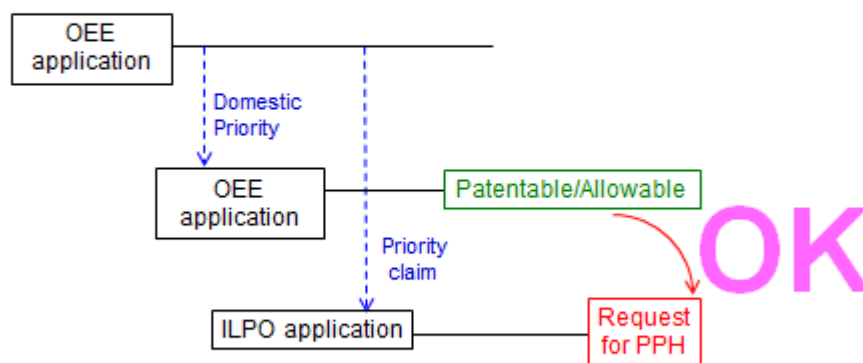 OEE
application
Domestic
Priority
OEE
application
Patentable/Allowable
OK
Priority
claim
ILPO application
Request
for PPH